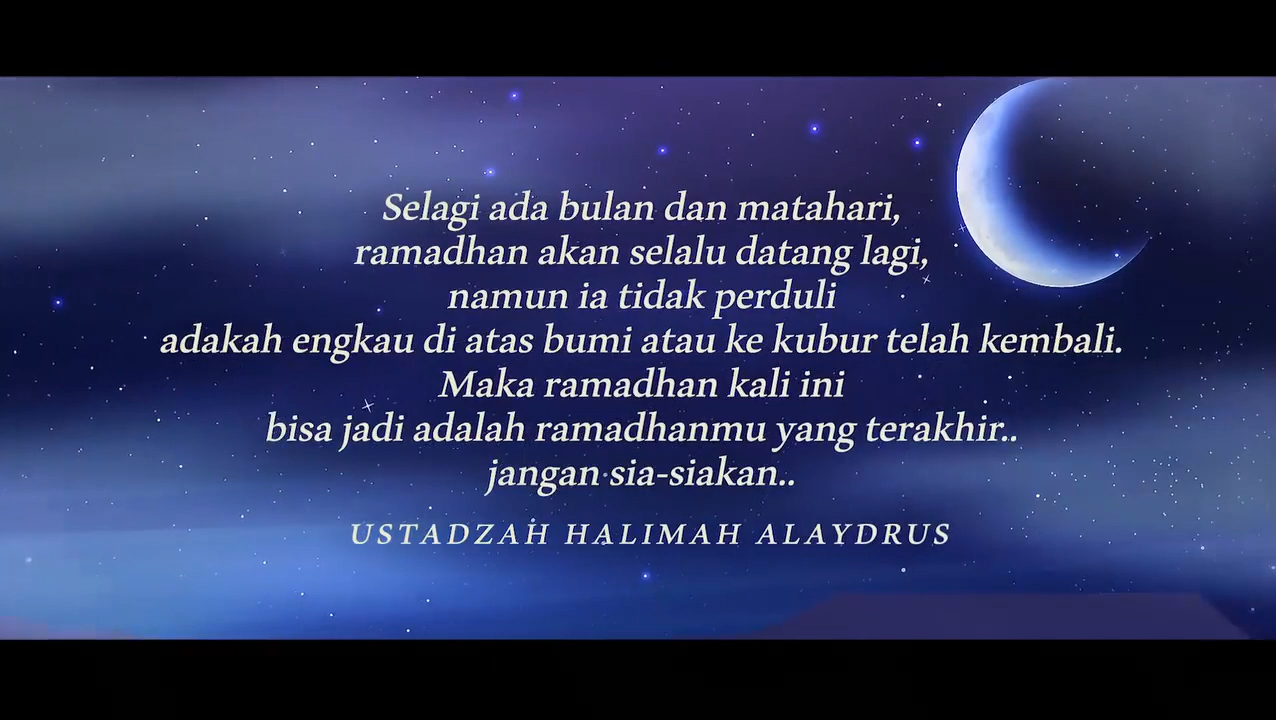 Selagi ada bulan dan matahari,
ramadhan akan selalu datang lagi,
namun ia tidak perduli
adakah engkau di atas bumi atau ke kubur telah kembali.
Maka ramadhan kali ini
bisa jadi adalah ramadhanmu yang terakhir..
jangan sia-siakan..
USTADZAH HALIMAH ALAYDRUS